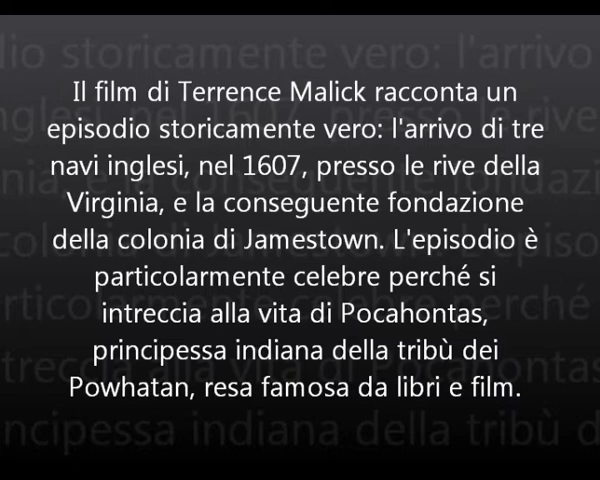 Il film di Terrence Malick racconta un
episodio storicamente vero: l'arrivo di tre
navi inglesi, nel 1607, presso le rive della
Virginia, e la conseguente fondazione
della colonia di Jamestown. L'episodio è
particolarmente celebre perché si
intreccia alla vita di Pocahontas,
principessa indiana della tribù dei
Powhatan, resa famosa da libri e film.